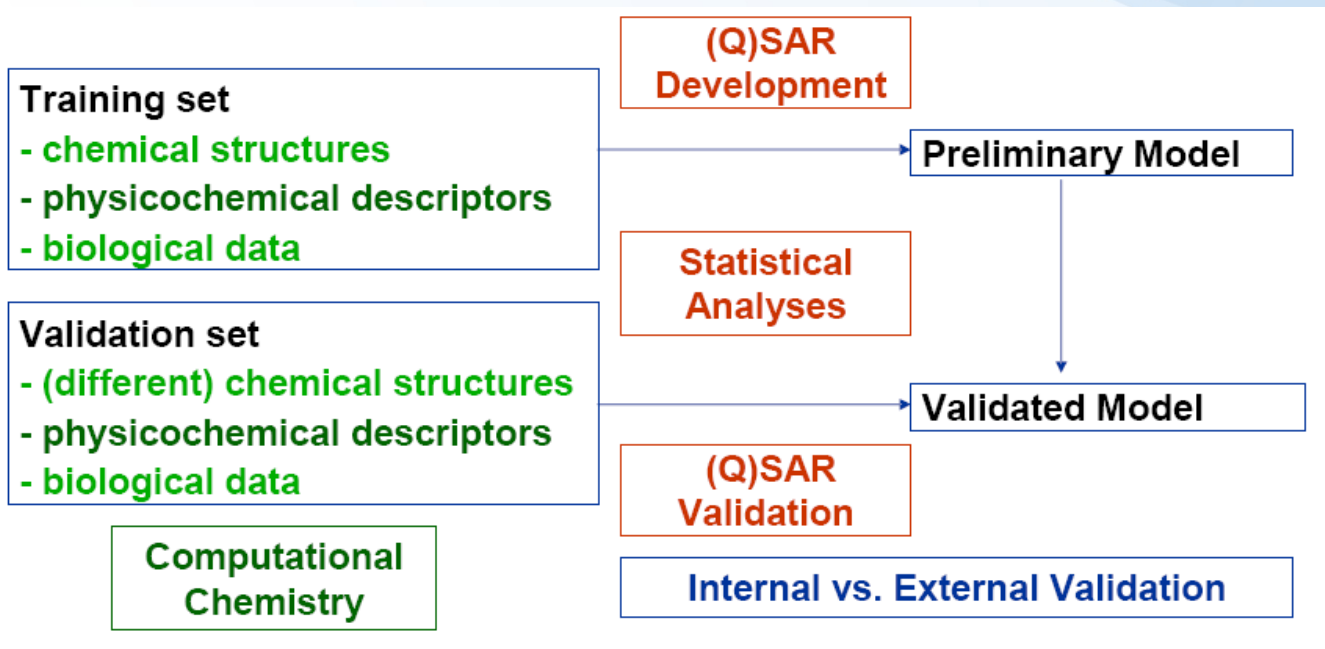 (Q)SAR
Development
Training set
- chemical structures
- physicochemical descriptors
- biological data
Preliminary Model
Statistical
Analyses
Validation set
- (different) chemical structures
- physicochemical descriptors
- biological data
Validated Model
(Q)SAR
Validation
Computational
Chemistry
Internal vs. External Validation